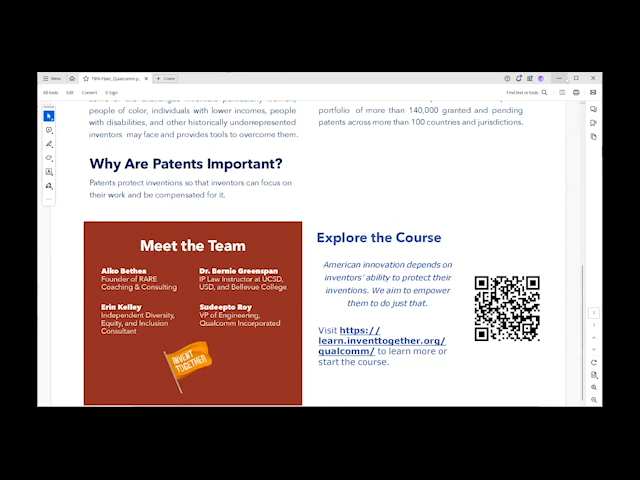 Menu
TIPA Flyer_Qualcomm.p...
Create
All tools
Edit
Convert
E-Sign
Find text or tools
people of color, individuals with lower incomes, people
with disabilities, and other historically underrepresented
inventors may face and provides tools to overcome them.
portfolio of more than 140,000 granted and pending
patents across more than 100 countries and jurisdictions.
Why Are Patents Important?
Patents protect inventions so that inventors can focus on
their work and be compensated for it.
Meet the Team
Aiko Bethea
Founder of RARE
Coaching & Consulting
Dr. Bernie Greenspan
IP Law Instructor at UCSD,
USD, and Bellevue College
Erin Kelley
Independent Diversity,
Equity, and Inclusion
Consultant
Sudeepto Roy
VP of Engineering,
Qualcomm Incorporated
INVENT
TOGETHER
Explore the Course
American innovation depends on
inventors' ability to protect their
inventions. We aim to empower
them to do just that.
Visit https://
learn.inventtogether.org/
qualcomm/ to learn more or
start the course.